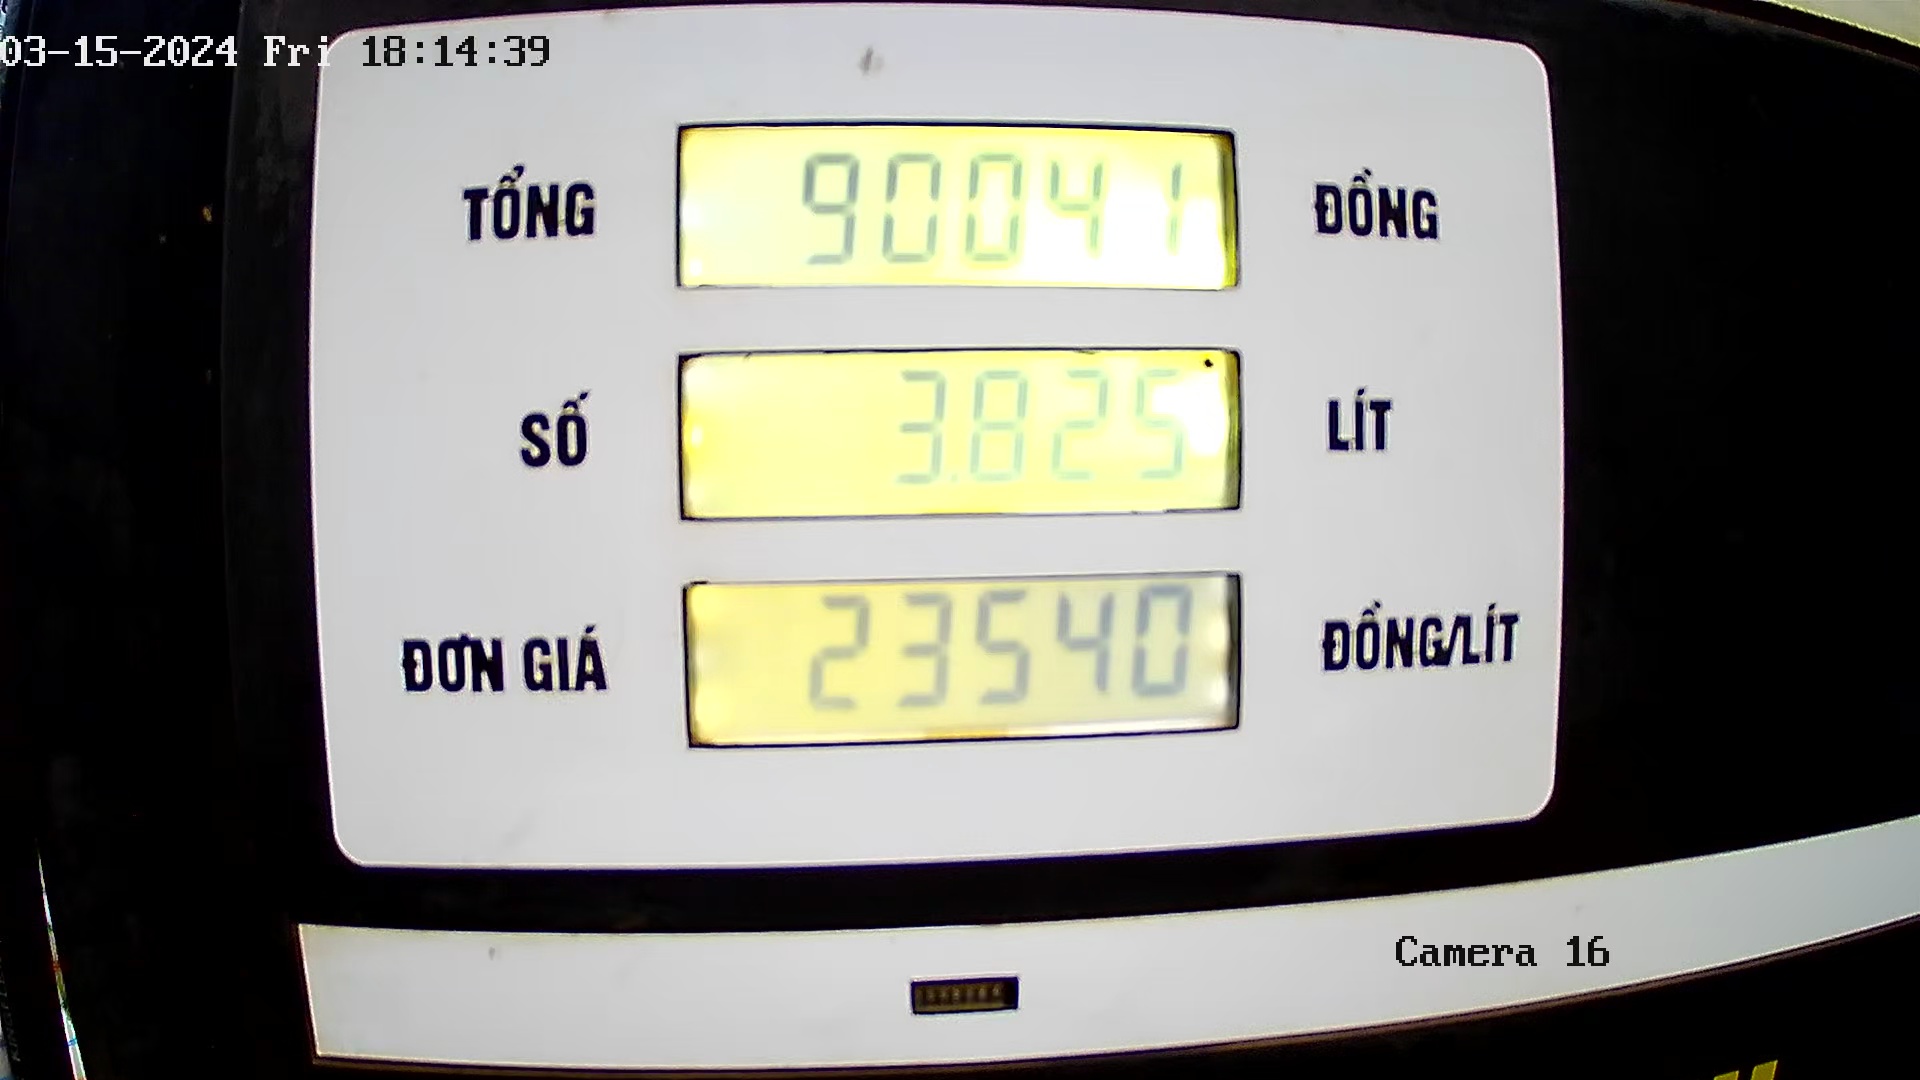 03-15-2024 Fri 18:14:39
TỔNG 90041 ĐỒNG
SỐ 3.825 LÍT
ĐƠN GIÁ 23540 ĐỒNG/LÍT
Camera 16